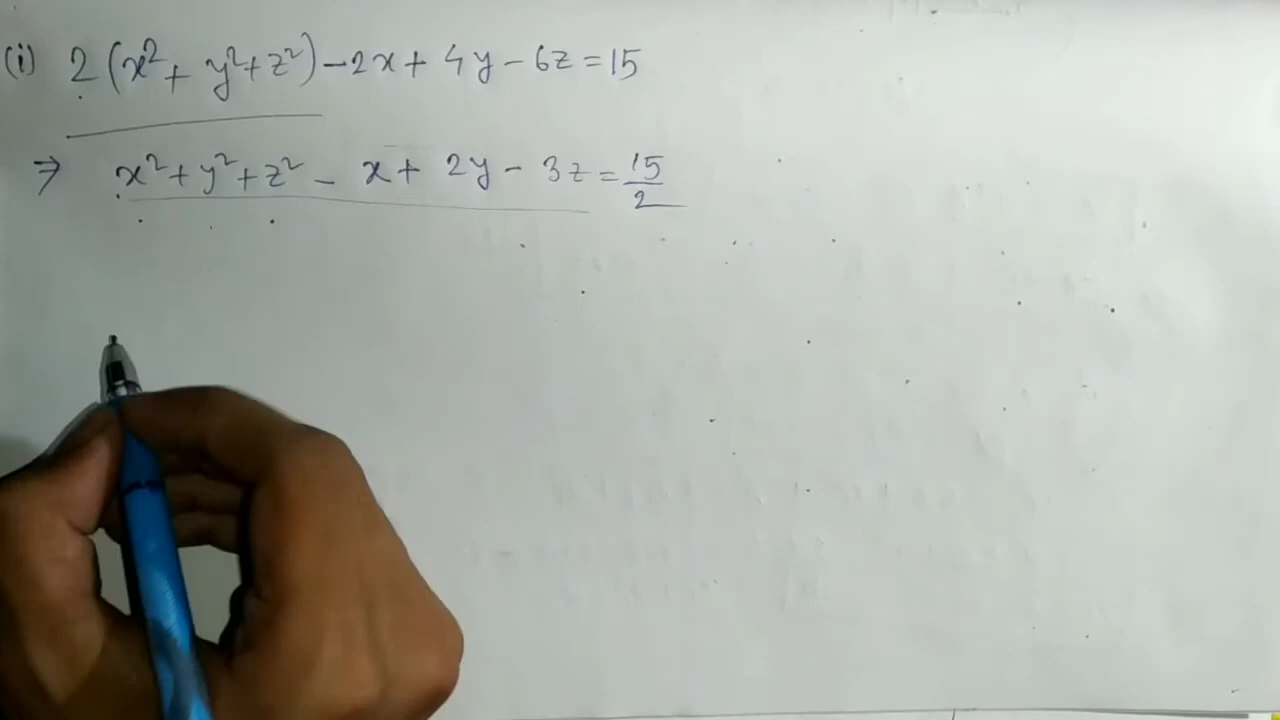 (i) 2(x²+ y²+z²)-2x+ 4y-6z=15
⇒ x²+y²+z² - x+ 2y- 3z=15/2